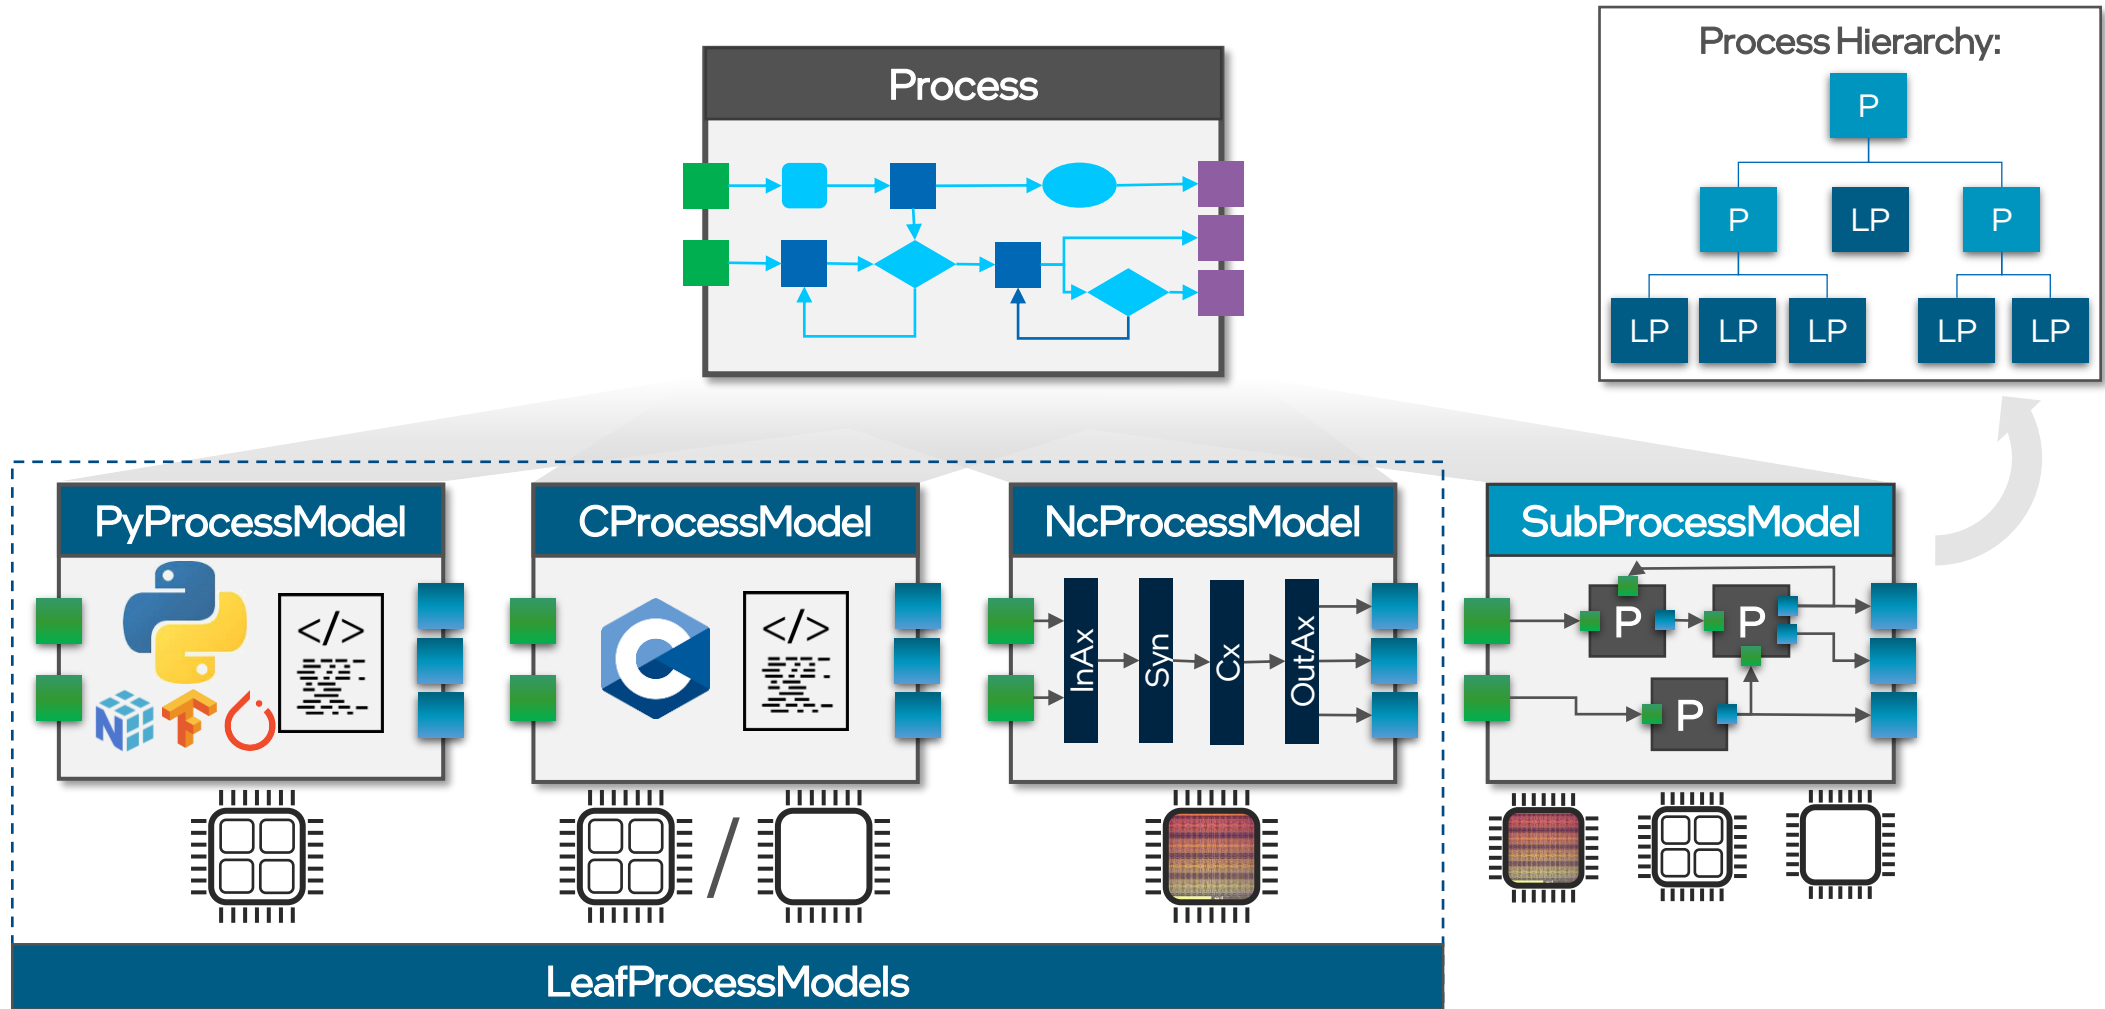 Process
Process Hierarchy:
P
P LP P
LP LP LP LP LP
PyProcessModel
</>
CProcessModel
C
</>
NcProcessModel
InAx
Syn
Cx
OutAx
SubProcessModel
P
P
P
LeafProcessModels